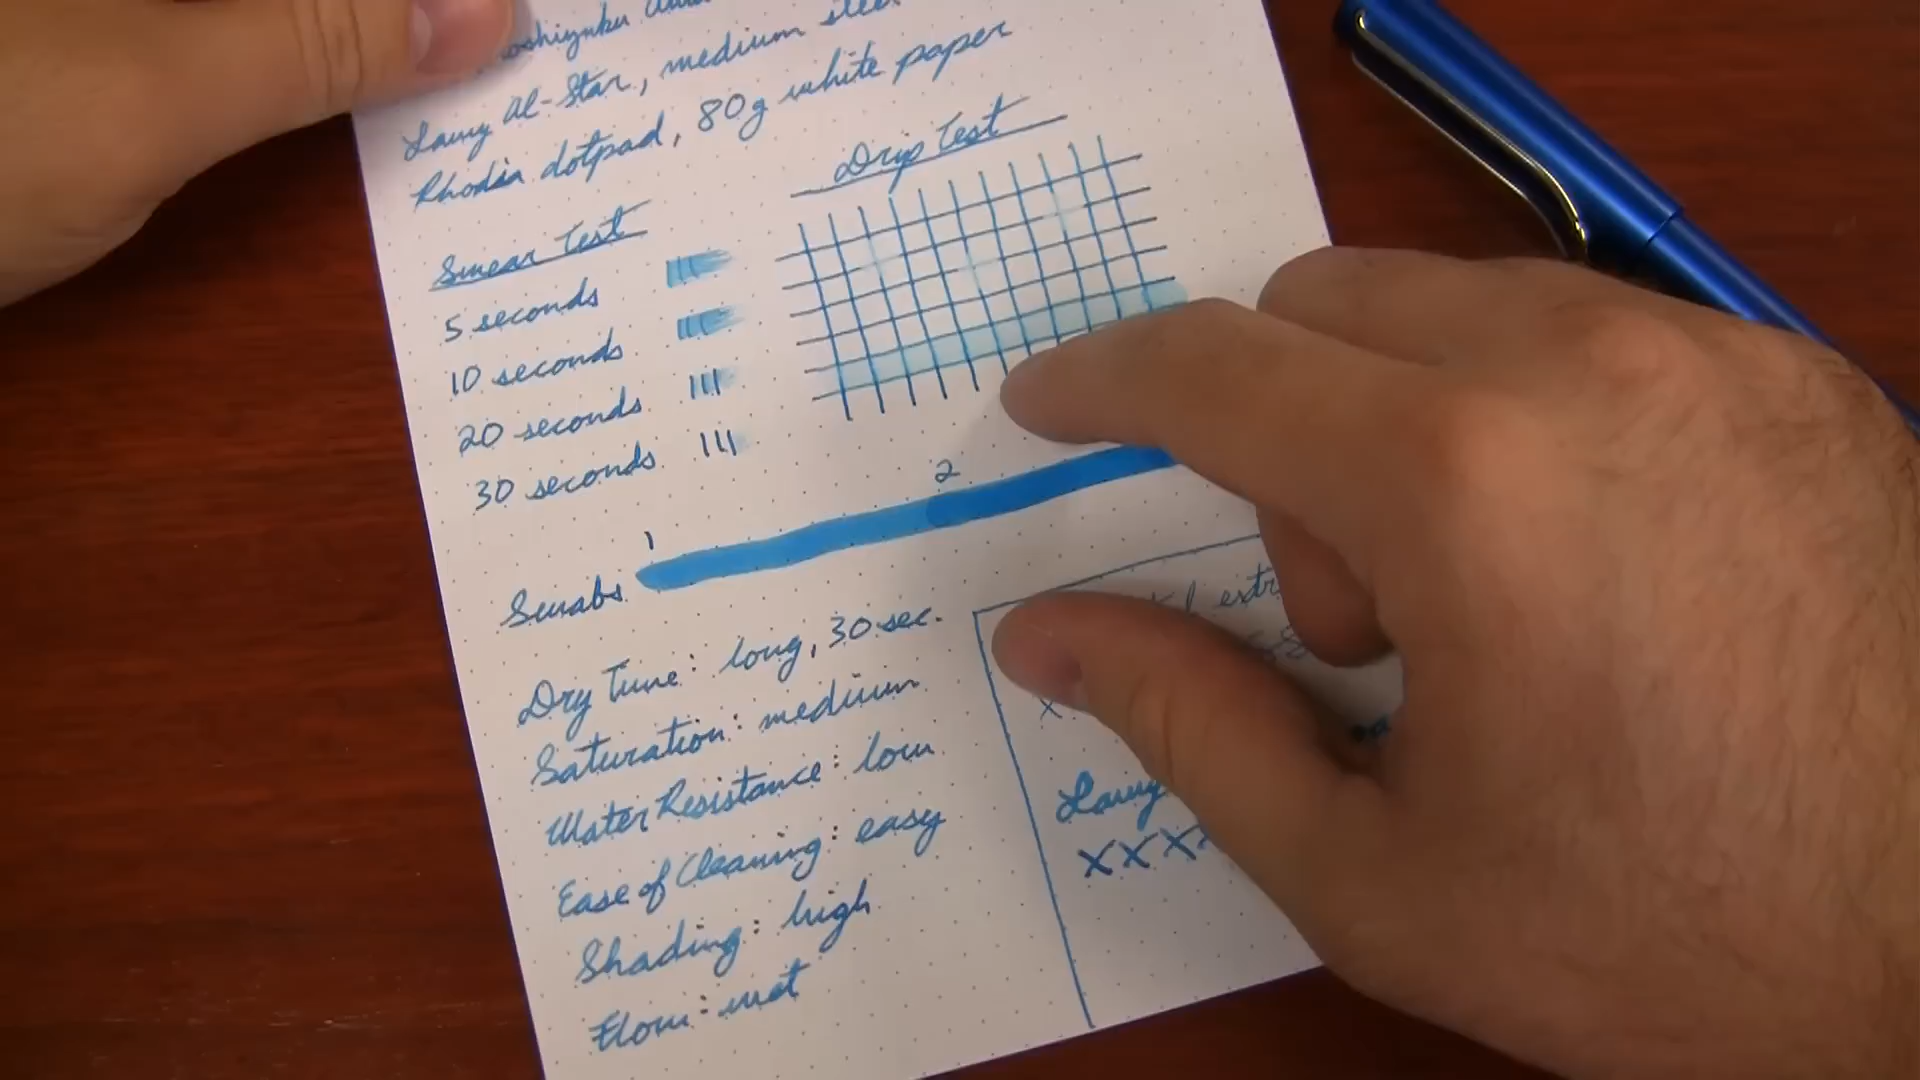 Lamy Al-Star, medium steel
Rhodia dotpad, 80g white paper
Drip Test
Smear Test
5 seconds
10 seconds
20 seconds
30 seconds
1
2
Swabs
Dry Time: long, 30 sec.
Saturation: medium
Water Resistance: low
Ease of Cleaning: easy
Shading: high
Flow: wet
Lamy
XXXX